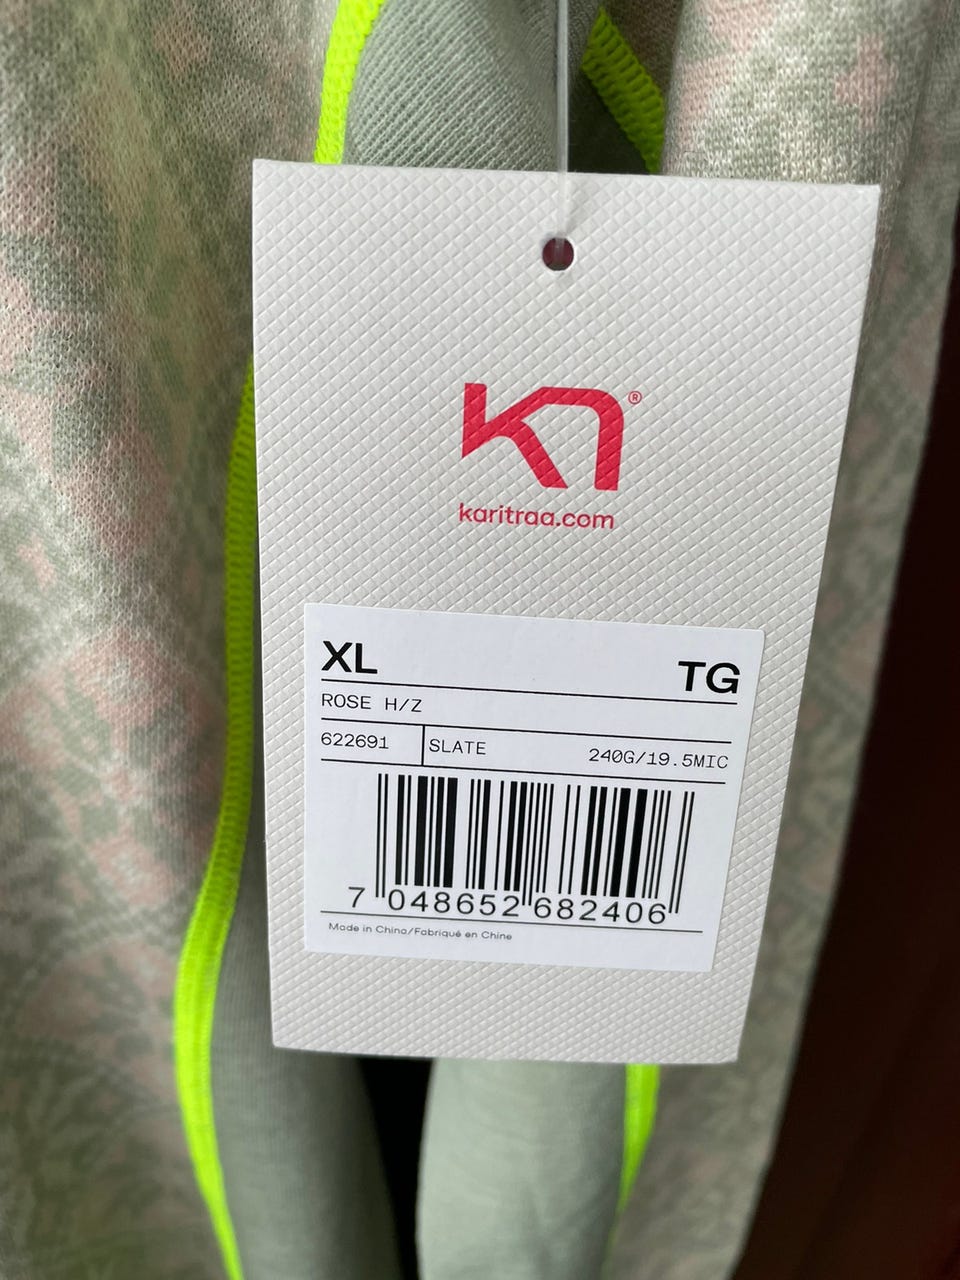 K1®
karitraa.com
XL TG
ROSE H/Z
622691 SLATE 240G/19.5MIC
7 048652 682406
Made in China/Fabriqué en Chine